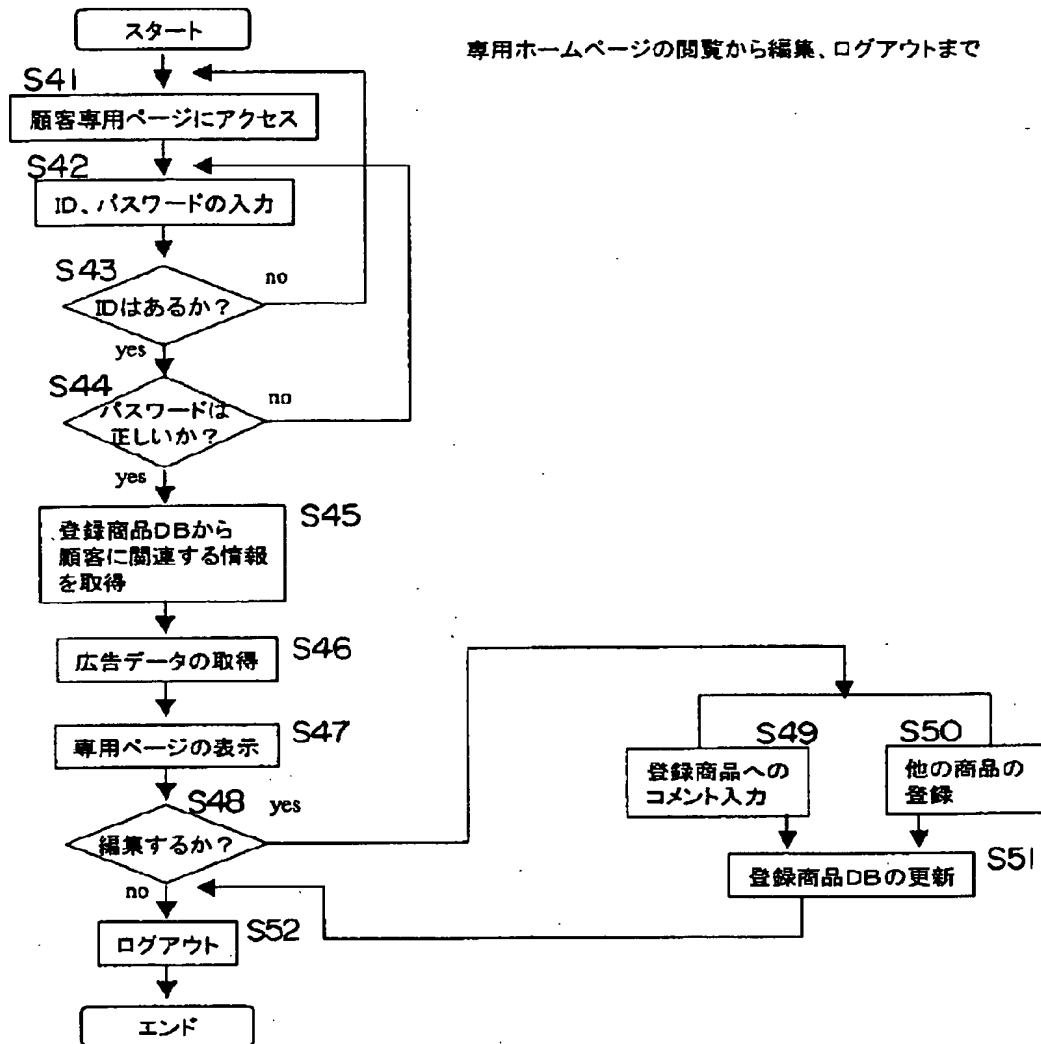 スタート
専用ホームページの閲覧から編集、ログアウトまで
S41
顧客専用ページにアクセス
S42
ID、パスワードの入力
S43
no
IDはあるか？
yes
S44
no
パスワードは
正しいか？
yes
S45
登録商品DBから
顧客に関連する情報
を取得
S46
広告データの取得
S47
専用ページの表示
S48
yes
編集するか？
no
S49
登録商品への
コメント入力
S50
他の商品の
登録
S51
登録商品DBの更新
S52
ログアウト
エンド